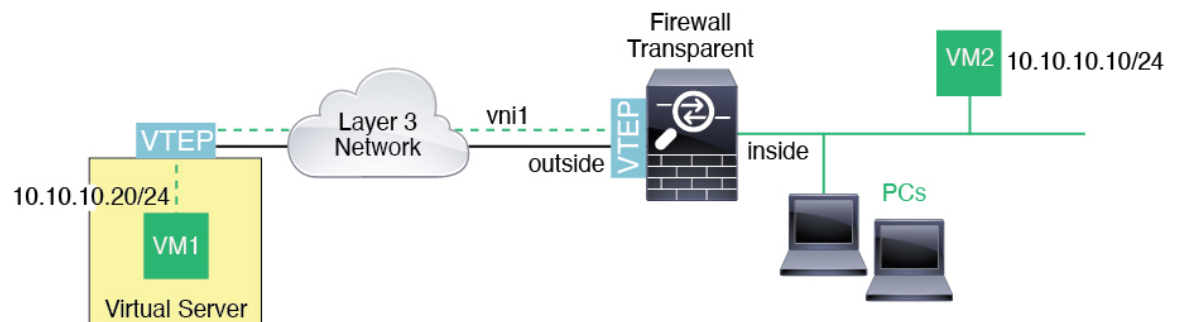 Firewall
Transparent
VM2
10.10.10.10/24
Layer 3
Network
vni1
VTEP
VTEP
outside
inside
10.10.10.20/24
PCs
VM1
Virtual Server